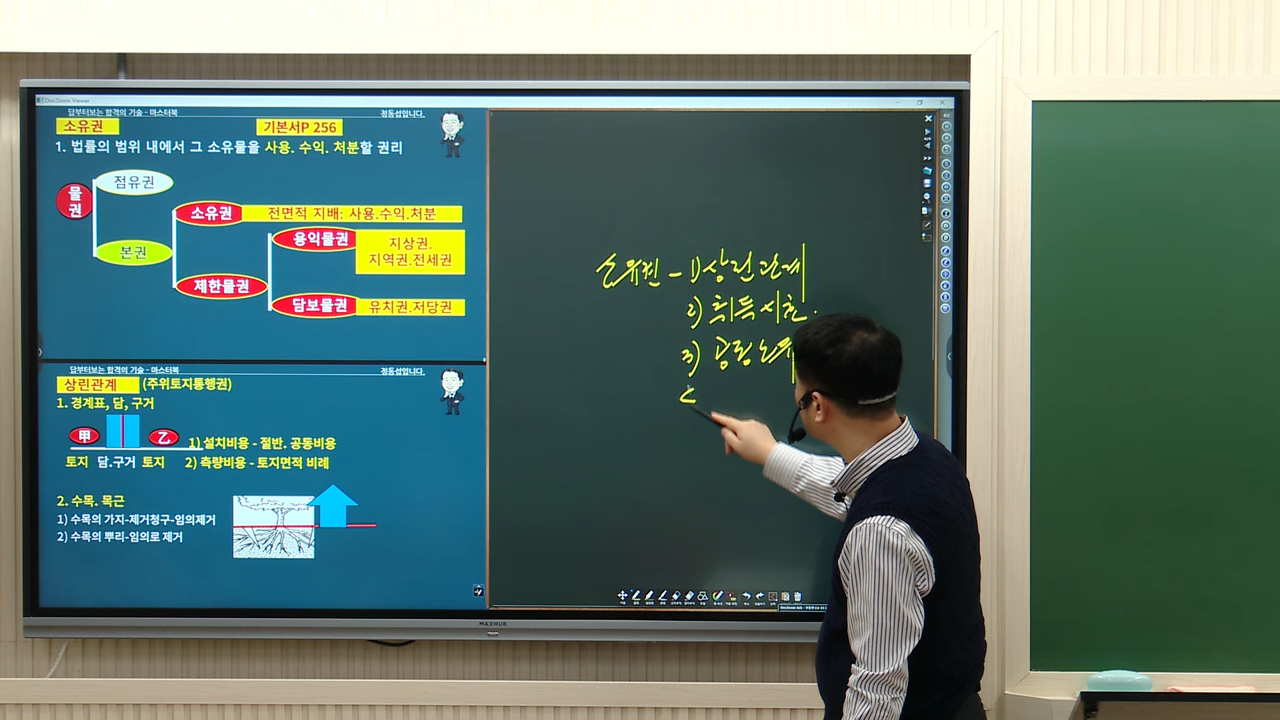 DocZoom Viewer
답부터보는 합격의 기술 - 마스터북
정동섭입니다.
소유권
기본서P 256
1. 법률의 범위 내에서 그 소유물을 사용. 수익. 처분할 권리
물권
점유권
본권
소유권
전면적 지배: 사용.수익.처분
제한물권
용익물권
지상권.
지역권.전세권
담보물권
유치권.저당권
답부터보는 합격의 기술 - 마스터북
정동섭입니다.
상린관계 (주위토지통행권)
1. 경계표, 담, 구거
甲
乙
토지 담.구거 토지
1) 설치비용 - 절반. 공동비용
2) 측량비용 - 토지면적 비례
2. 수목. 목근
1) 수목의 가지-제거청구-임의제거
2) 수목의 뿌리-임의로 제거
소유권 - 1) 상린관계
2) 취득시효.
3) 공동소유
MAXHUB